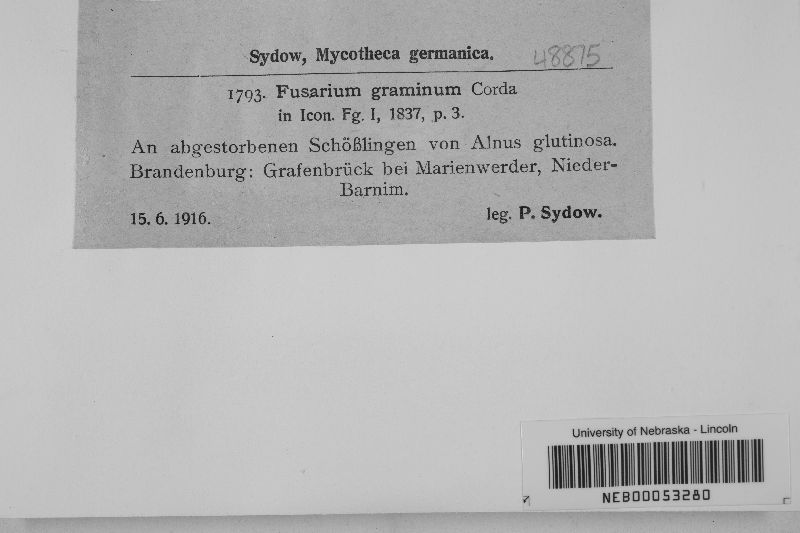 Sydow, Mycotheca germanica. 48875
1793. Fusarium graminum Corda
in Icon. Fg. I, 1837, p. 3.
An abgestorbenen Schößlingen von Alnus glutinosa.
Brandenburg: Grafenbrück bei Marienwerder, Nieder-
Barnim.
15. 6. 1916. leg. P. Sydow.
University of Nebraska - Lincoln
NEB00053280